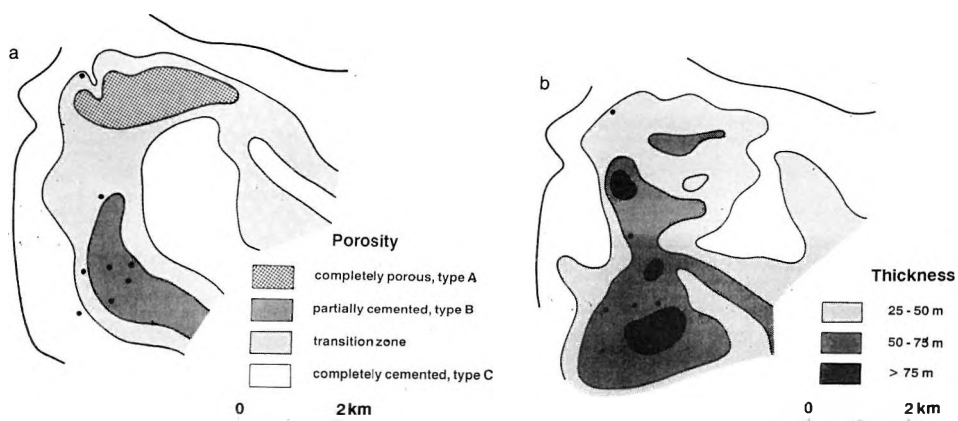 a
Porosity
completely porous, type A
partially cemented, type B
transition zone
completely cemented, type C
0 2 km
b
Thickness
25 - 50 m
50 - 75 m
> 75 m
0 2 km